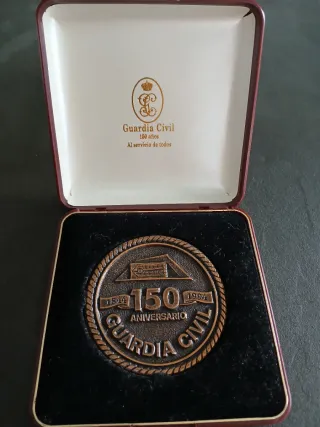 Guardia Civil
150 años
Al servicio de todos
150
ANIVERSARIO
GUARDIA CIVIL